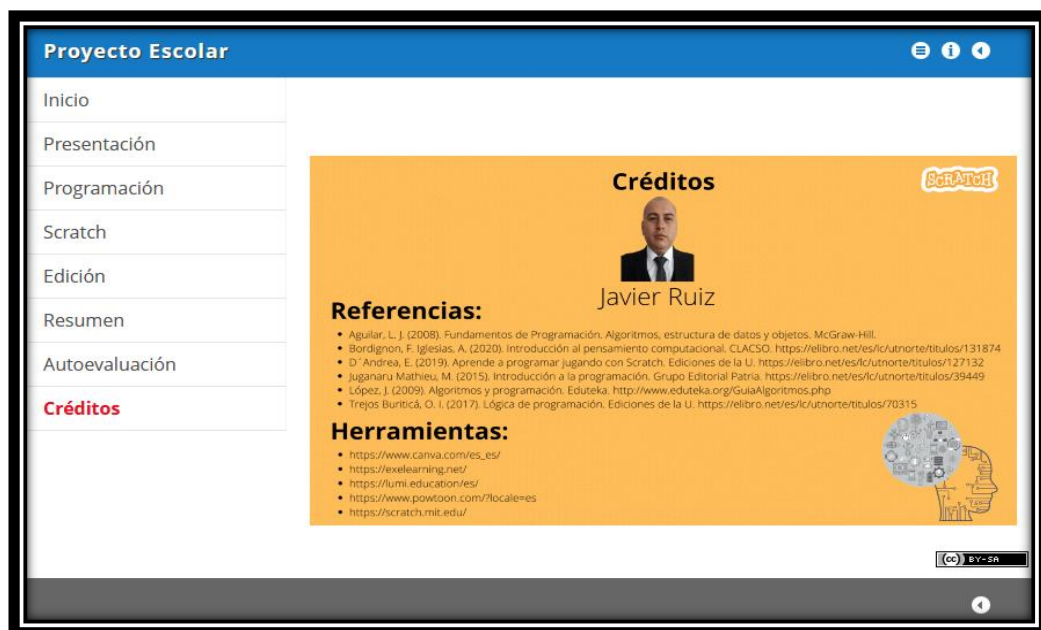 Proyecto Escolar
Inicio
Presentación
Programación
Scratch
Edición
Resumen
Autoevaluación
Créditos
Créditos
SCRATCH
Javier Ruiz
Referencias:
• Aguilar, L. J. (2008). Fundamentos de Programación. Algoritmos, estructura de datos y objetos. McGraw-Hill.
• Bordignon, F. Iglesias, A. (2020). Introducción al pensamiento computacional. CLACSO. https://elibro.net/es/lc/utnorte/titulos/131874
• D´Andrea, E. (2019). Aprende a programar jugando con Scratch. Ediciones de la U. https://elibro.net/es/lc/utnorte/titulos/127132
• Juganaru Mathieu, M. (2015). Introducción a la programación. Grupo Editorial Patria. https://elibro.net/es/lc/utnorte/titulos/39449
• López, J. (2009). Algoritmos y programación. Eduteka. http://www.eduteka.org/GuiaAlgoritmos.php
• Trejos Buriticá, O. I. (2017). Lógica de programación. Ediciones de la U. https://elibro.net/es/lc/utnorte/titulos/70315
Herramientas:
• https://www.canva.com/es_es/
• https://exelearning.net/
• https://lumi.education/es/
• https://www.powtoon.com/?locale=es
• https://scratch.mit.edu/
(cc) BY-SA